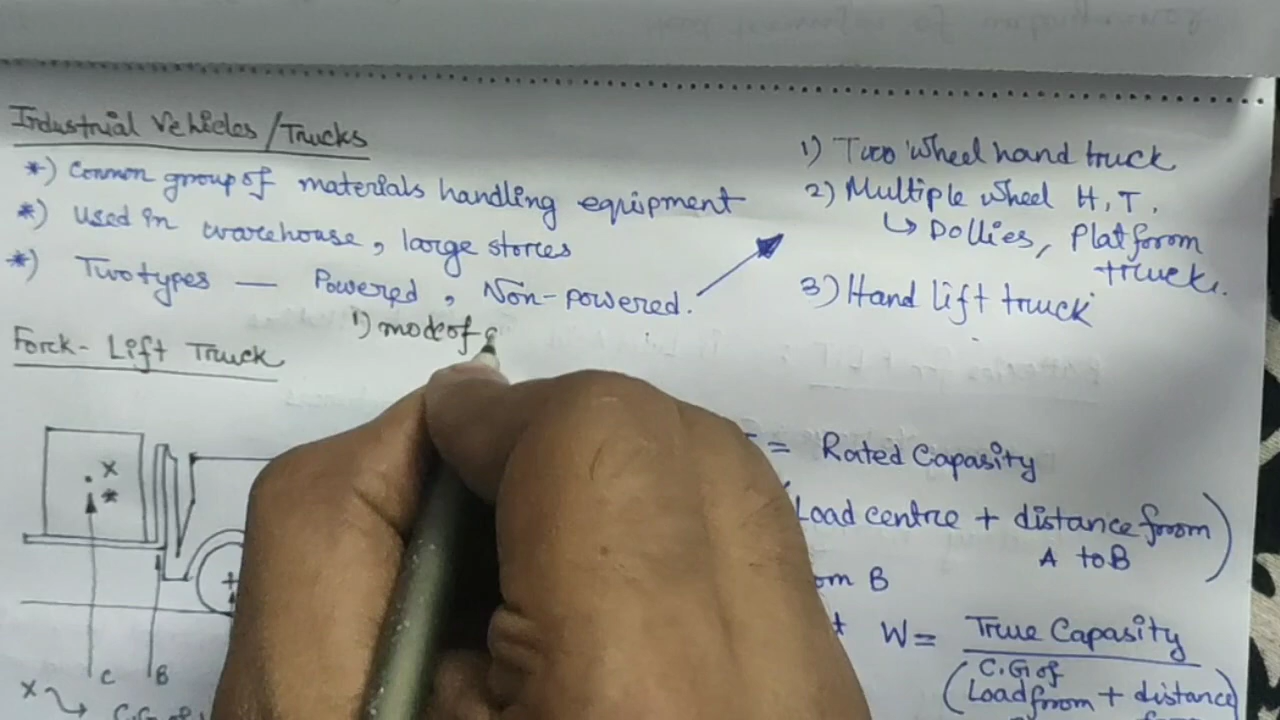 Industrial Vehicles/Trucks
*) Common group of materials handling equipment
*) used in warehouse, large stores
*) Two types — Powered, Non-powered.
1) mode of
1) Two wheel hand truck
2) Multiple wheel H.T.
↳ Dollies, Platform
truck.
3) Hand lift truck
Fork-Lift Truck
x
*
C B
x
= Rated Capasity
Load centre + distance from
A to B
B
W= True Capasity
(C.G of
Load from + distance